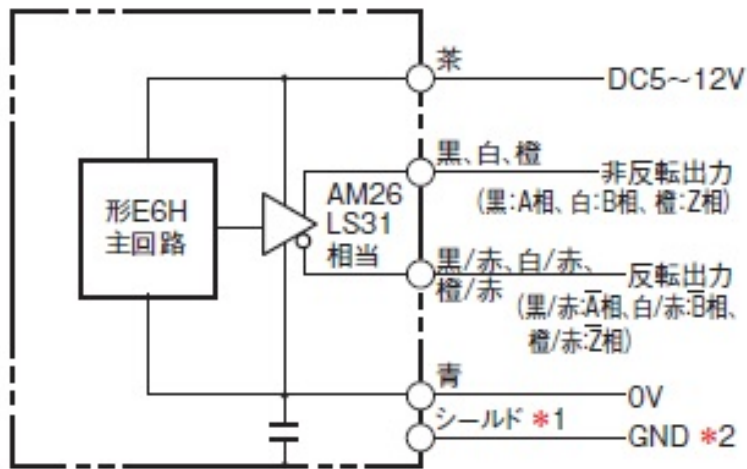 茶
DC5～12V
黒、白、橙
非反転出力
(黒:A相、白:B相、橙:Z相)
形E6H
主回路
AM26
LS31
相当
黒/赤、白/赤、
橙/赤
反転出力
(黒/赤:A̅相、白/赤:B̅相、
橙/赤:Z̅相)
青
0V
シールド *1
GND *2